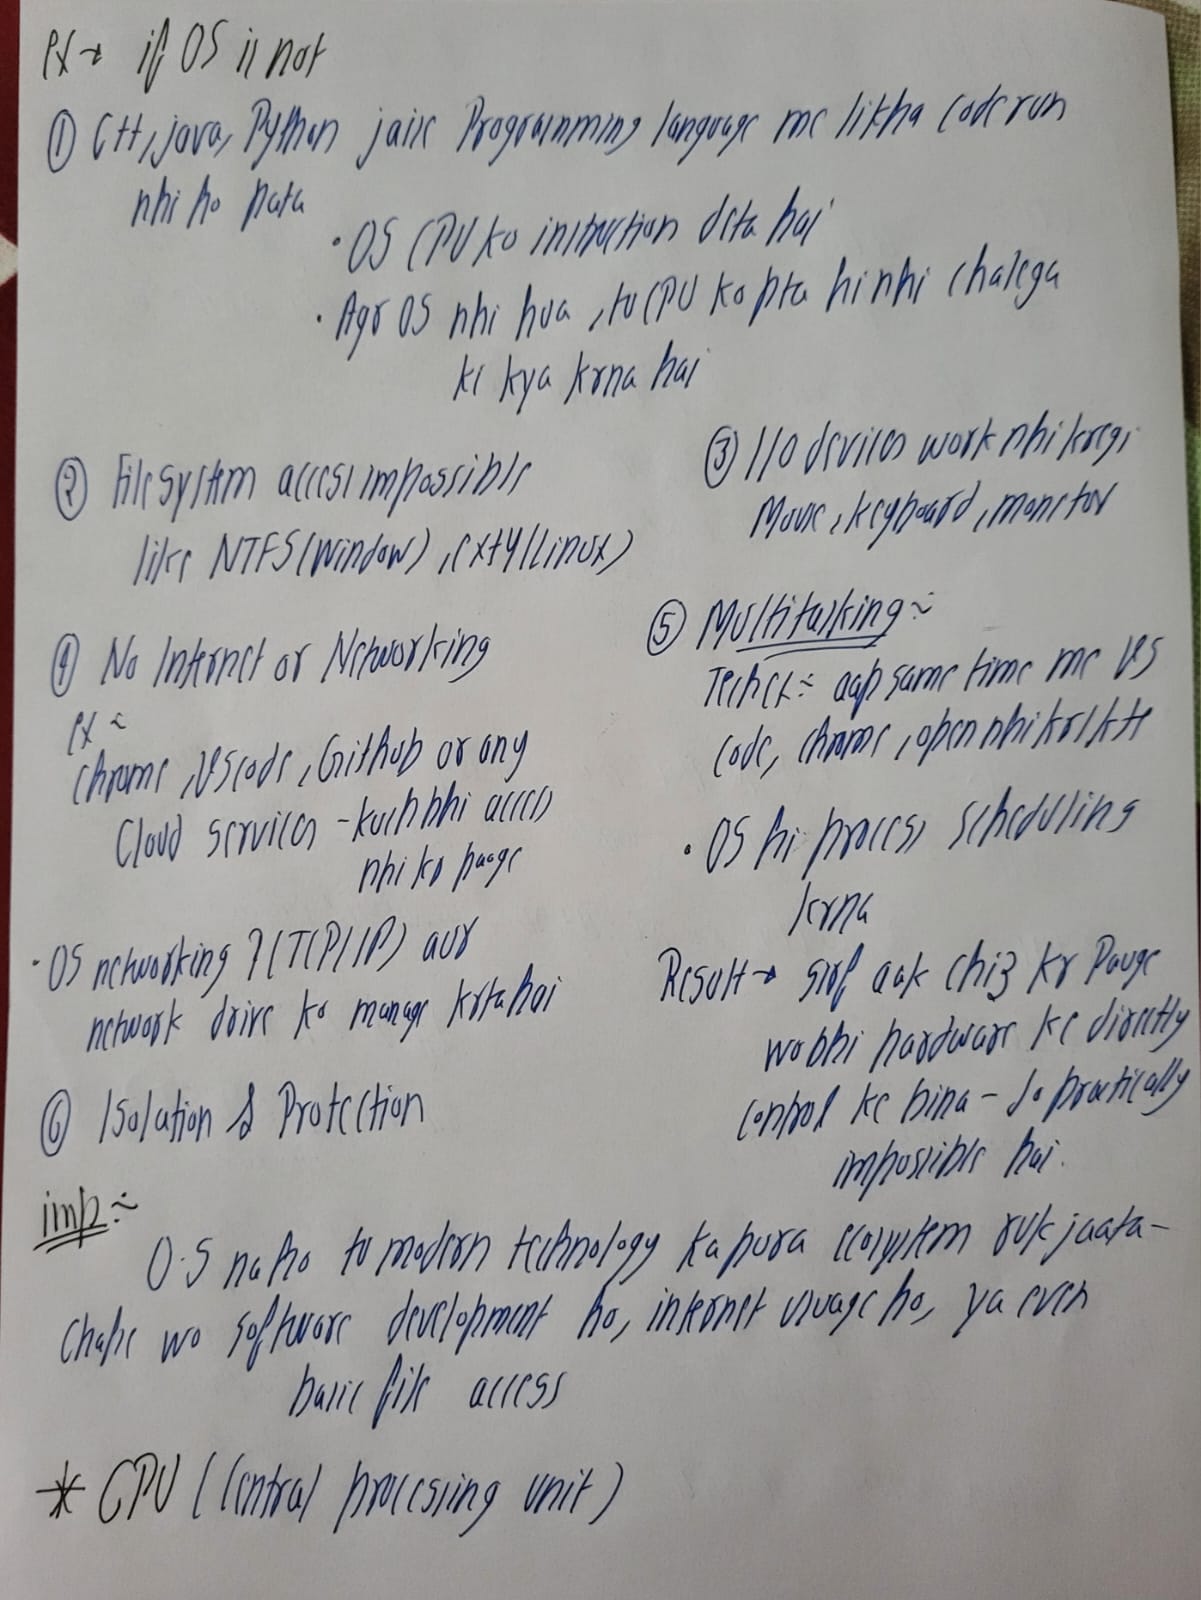 ex → if OS is not
① C++, java, Python jaise Programming language me likha code run
nhi ho pata
• OS CPU ko instruction deta hai
• Agr OS nhi hua, to CPU ko pta hi nhi chalega
ki kya krna hai
② File system access impossible
like NTFS (Window), ext4 (Linux)
③ I/O devices work nhi kregi
Mouse, keyboard, monitor
④ No Internet or Networking
ex :-
Chrome, VS code, Github or any
Cloud services - kuch bhi access
nhi kr paoge
• OS networking (TCP/IP) aur
network drive ko manage krta hai
⑤ Multitasking :-
Tech ex :- aap same time me VS
code, chrome, open nhi kr skte
• OS hi process scheduling
krna
Result → sirf aak chiz kr Pauge
wo bhi hardware ke directly
control ke bina - Jo practically
impossible hai.
⑥ Isolation & Protection
imp :-
O.S na ho to modern technology ka pura ecosystem ruk jaata -
Chahe wo software development ho, internet usage ho, ya even
basic file access
* CPU (Central processing unit)